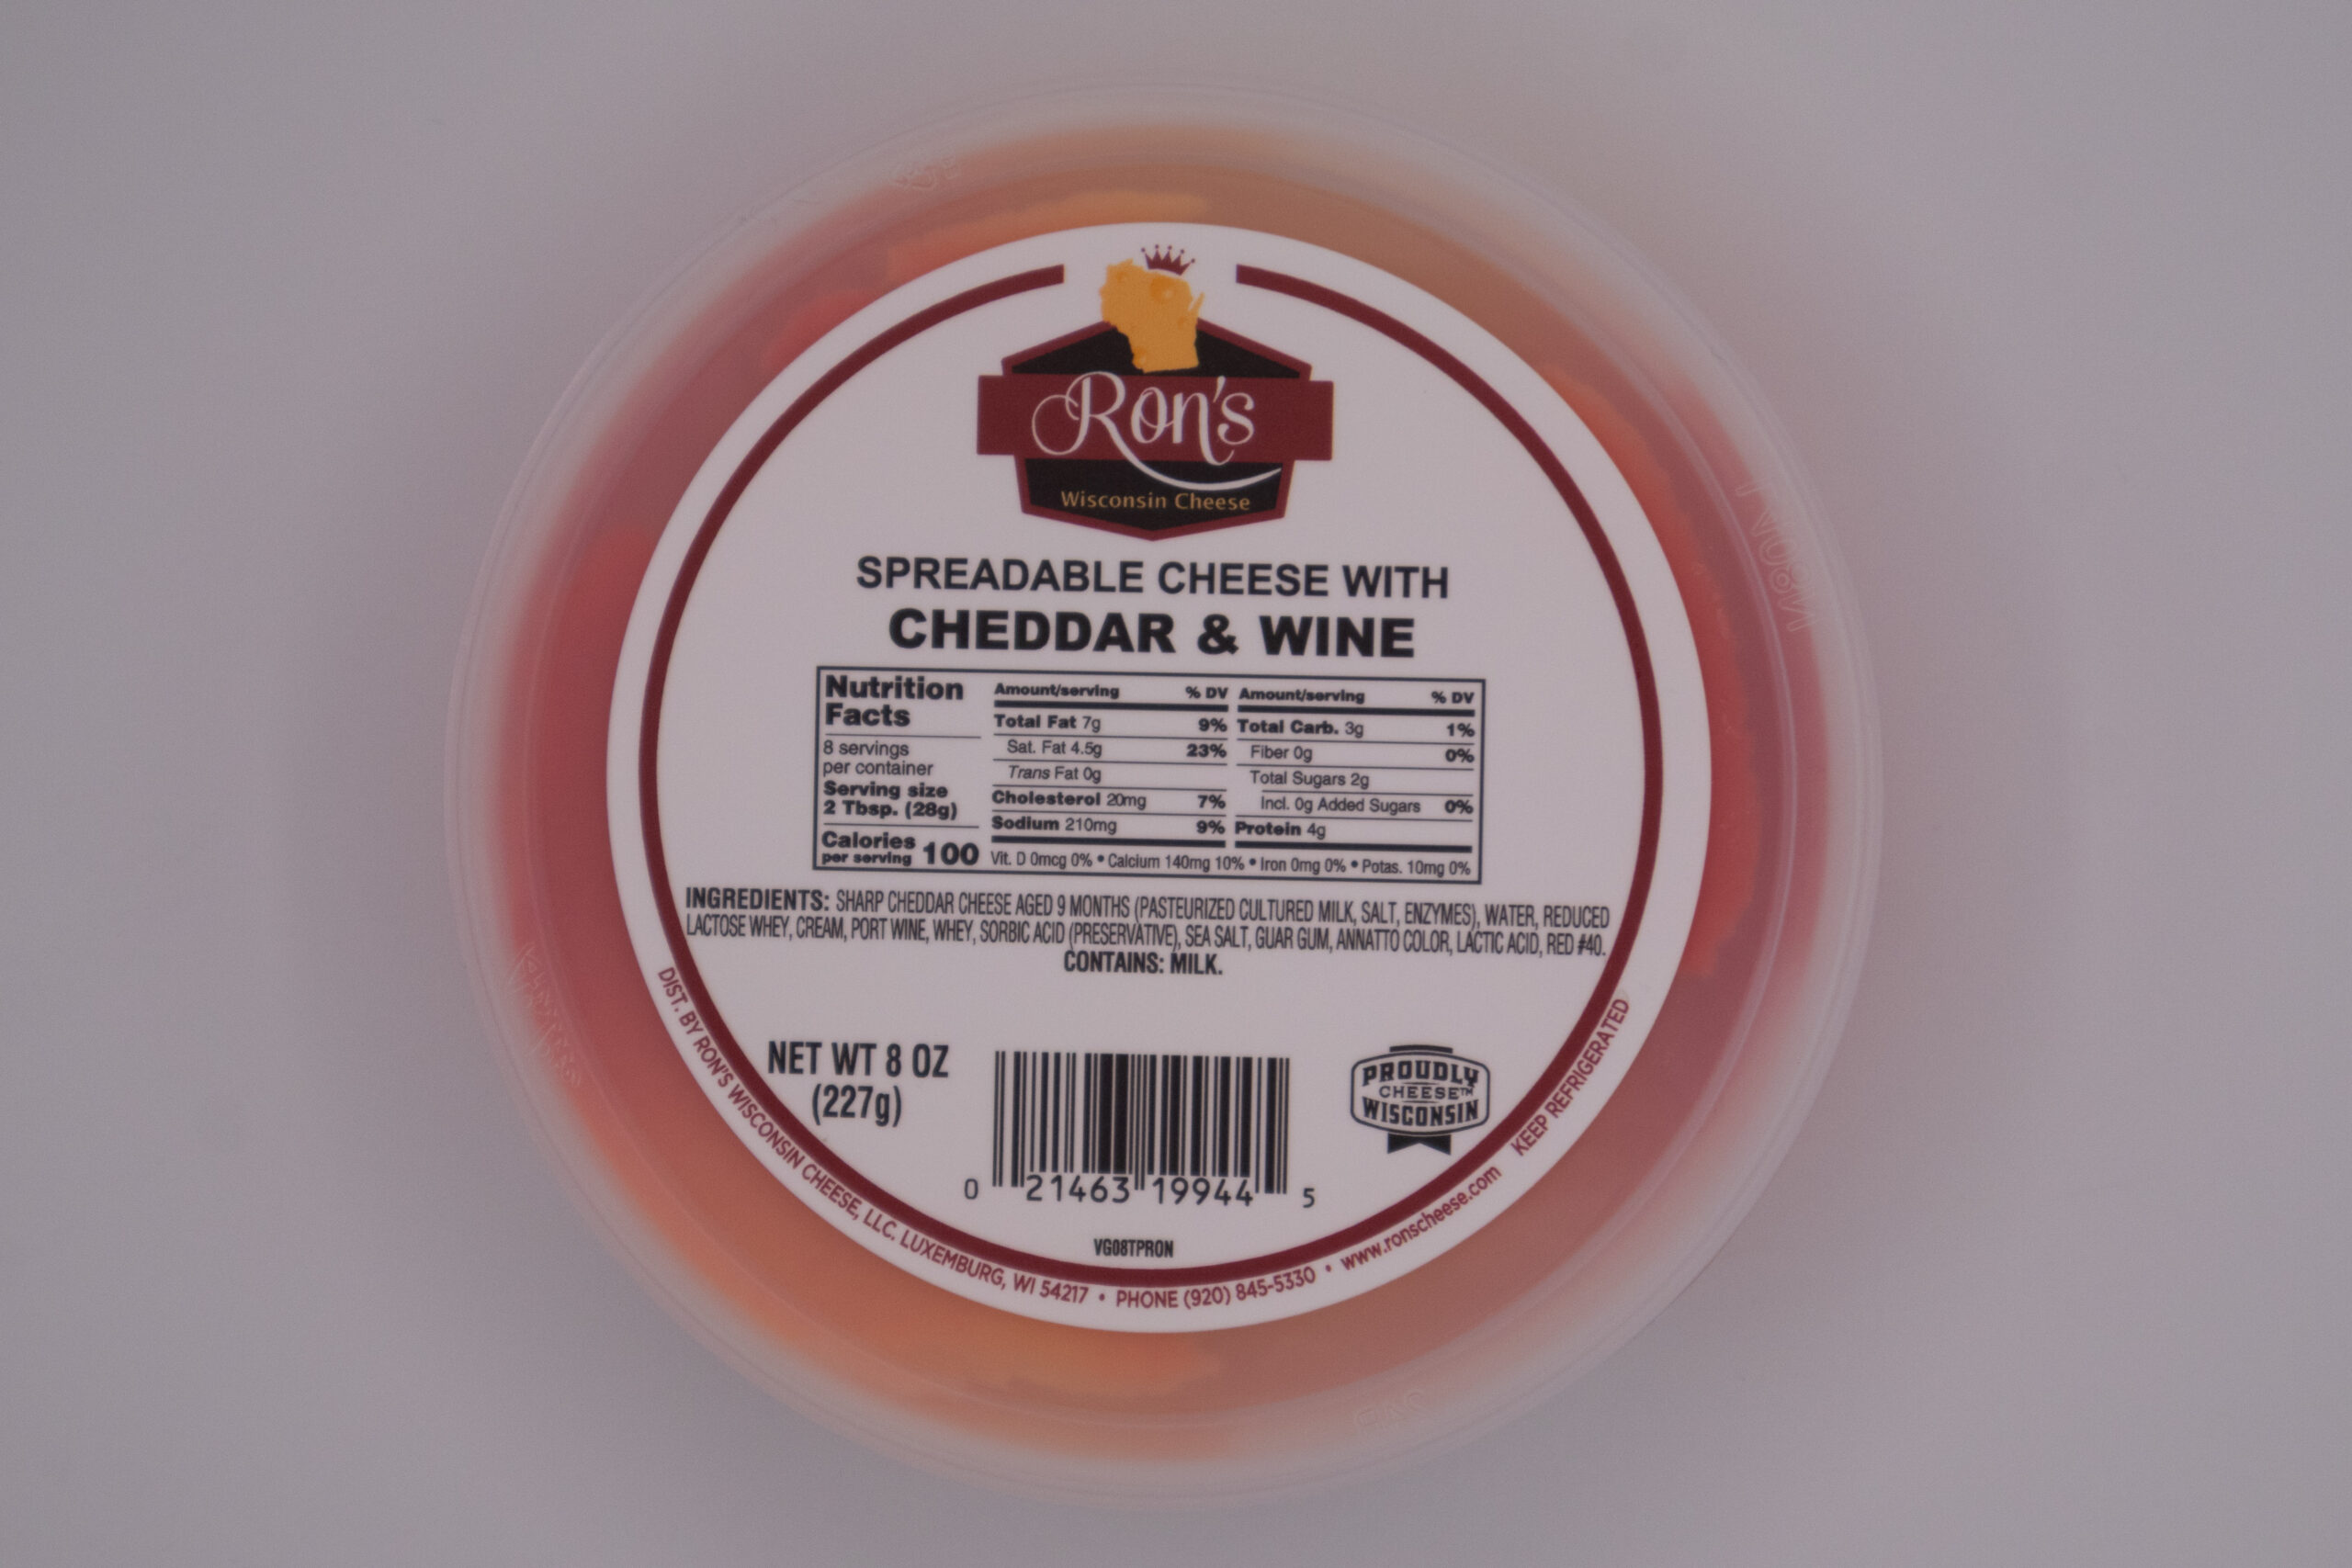 Ron's
Wisconsin Cheese
SPREADABLE CHEESE WITH
CHEDDAR & WINE
Nutrition
Facts
8 servings
per container
Serving size
2 Tbsp. (28g)
Calories
per serving 100
Amount/serving % DV
Total Fat 7g 9%
Sat. Fat 4.5g 23%
Trans Fat 0g
Cholesterol 20mg 7%
Sodium 210mg 9%
Amount/serving % DV
Total Carb. 3g 1%
Fiber 0g 0%
Total Sugars 2g
Incl. 0g Added Sugars 0%
Protein 4g
Vit. D 0mcg 0% • Calcium 140mg 10% • Iron 0mg 0% • Potas. 10mg 0%
INGREDIENTS: SHARP CHEDDAR CHEESE AGED 9 MONTHS (PASTEURIZED CULTURED MILK, SALT, ENZYMES), WATER, REDUCED
LACTOSE WHEY, CREAM, PORT WINE, WHEY, SORBIC ACID (PRESERVATIVE), SEA SALT, GUAR GUM, ANNATTO COLOR, LACTIC ACID, RED #40.
CONTAINS: MILK.
NET WT 8 OZ
(227g)
0 21463 19944 5
PROUDLY
CHEESE™
WISCONSIN
VG08TPRON
DIST. BY RON'S WISCONSIN CHEESE, LLC. LUXEMBURG, WI 54217 • PHONE (920) 845-5330 • www.ronscheese.com KEEP REFRIGERATED